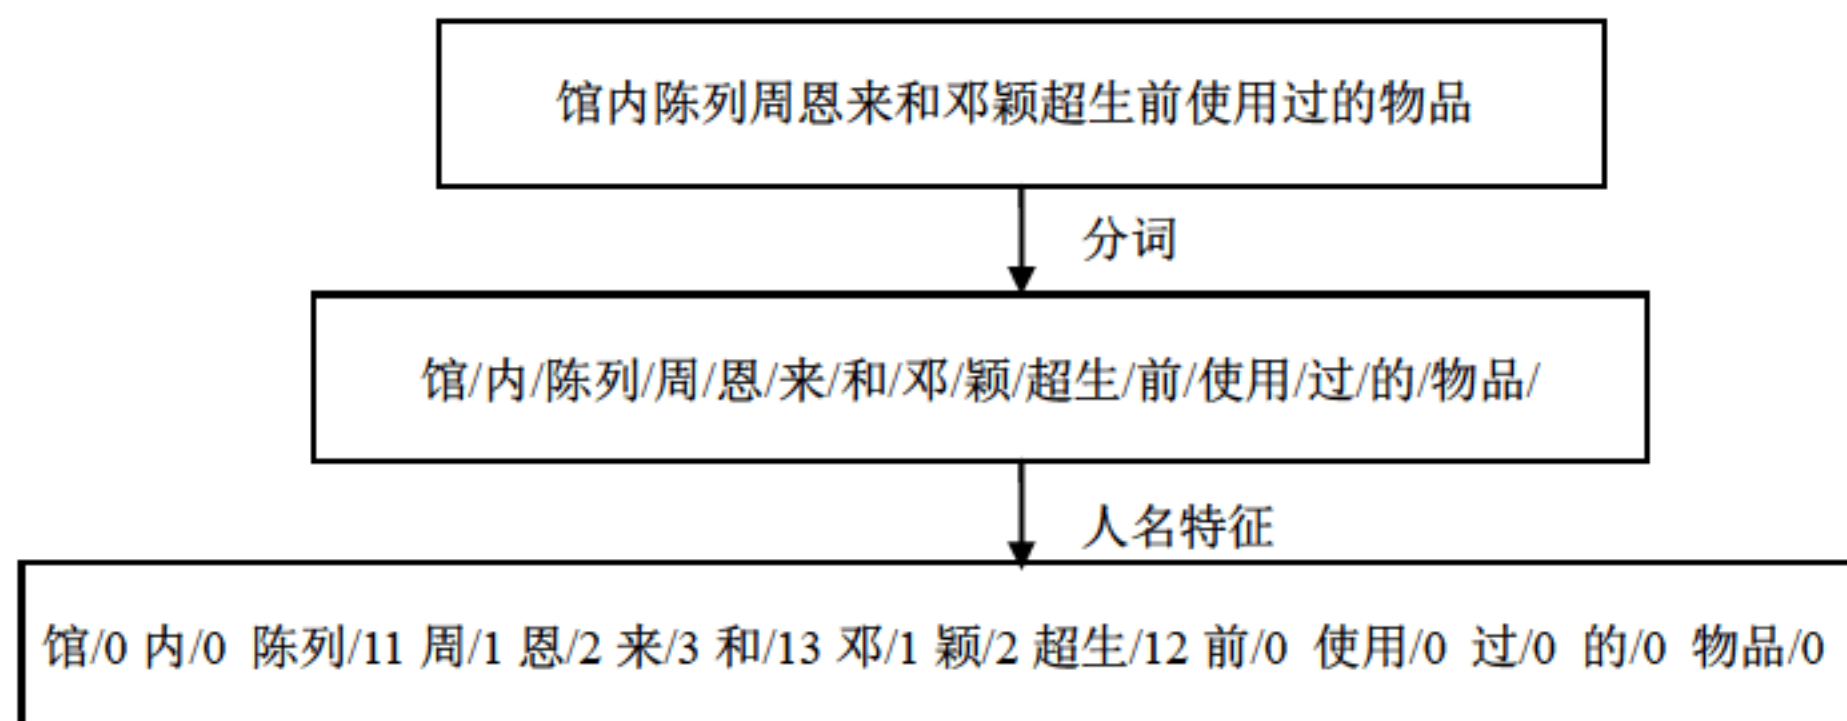 馆内陈列周恩来和邓颖超生前使用过的物品
分词
馆/内/陈列/周/恩/来/和/邓/颖/超生/前/使用/过/的/物品/
人名特征
馆/0 内/0 陈列/11 周/1 恩/2 来/3 和/13 邓/1 颖/2 超生/12 前/0 使用/0 过/0 的/0 物品/0